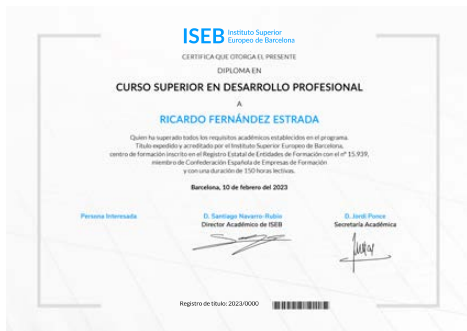 ISEB Instituto Superior
Europeo de Barcelona
CERTIFICA QUE OTORGA EL PRESENTE
DIPLOMA EN
CURSO SUPERIOR EN DESARROLLO PROFESIONAL
A
RICARDO FERNÁNDEZ ESTRADA
Quien ha superado todos los requisitos académicos establecidos en el programa.
Título expedido y acreditado por el Instituto Superior Europeo de Barcelona,
centro de formación inscrito en el Registro Estatal de Entidades de Formación con el nº 15.939,
miembro de Confederación Española de Empresas de Formación
y con una duración de 150 horas lectivas.
Barcelona, 10 de febrero del 2023
Persona Interesada
D. Santiago Navarro-Rubio
Director Académico de ISEB
D. Jordi Ponce
Secretaría Académica
Registro de título: 2023/0000